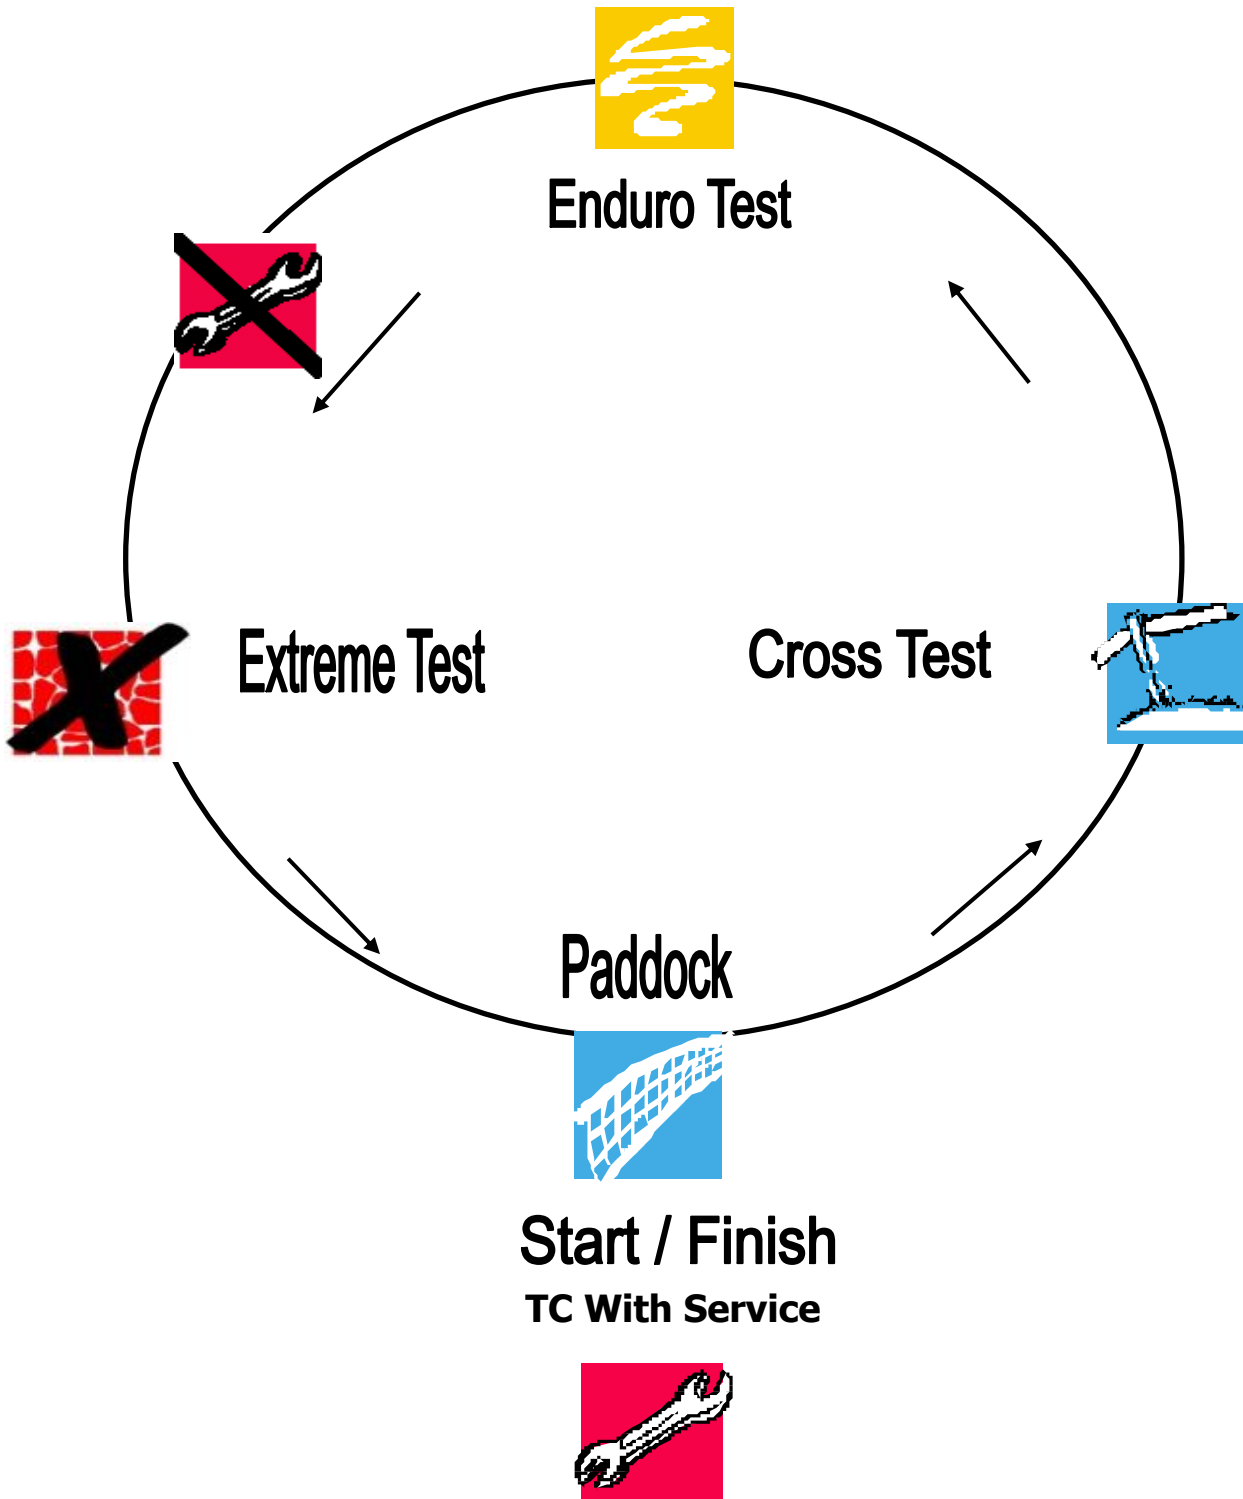 Enduro Test
Extreme Test
Cross Test
Paddock
Start / Finish
TC With Service